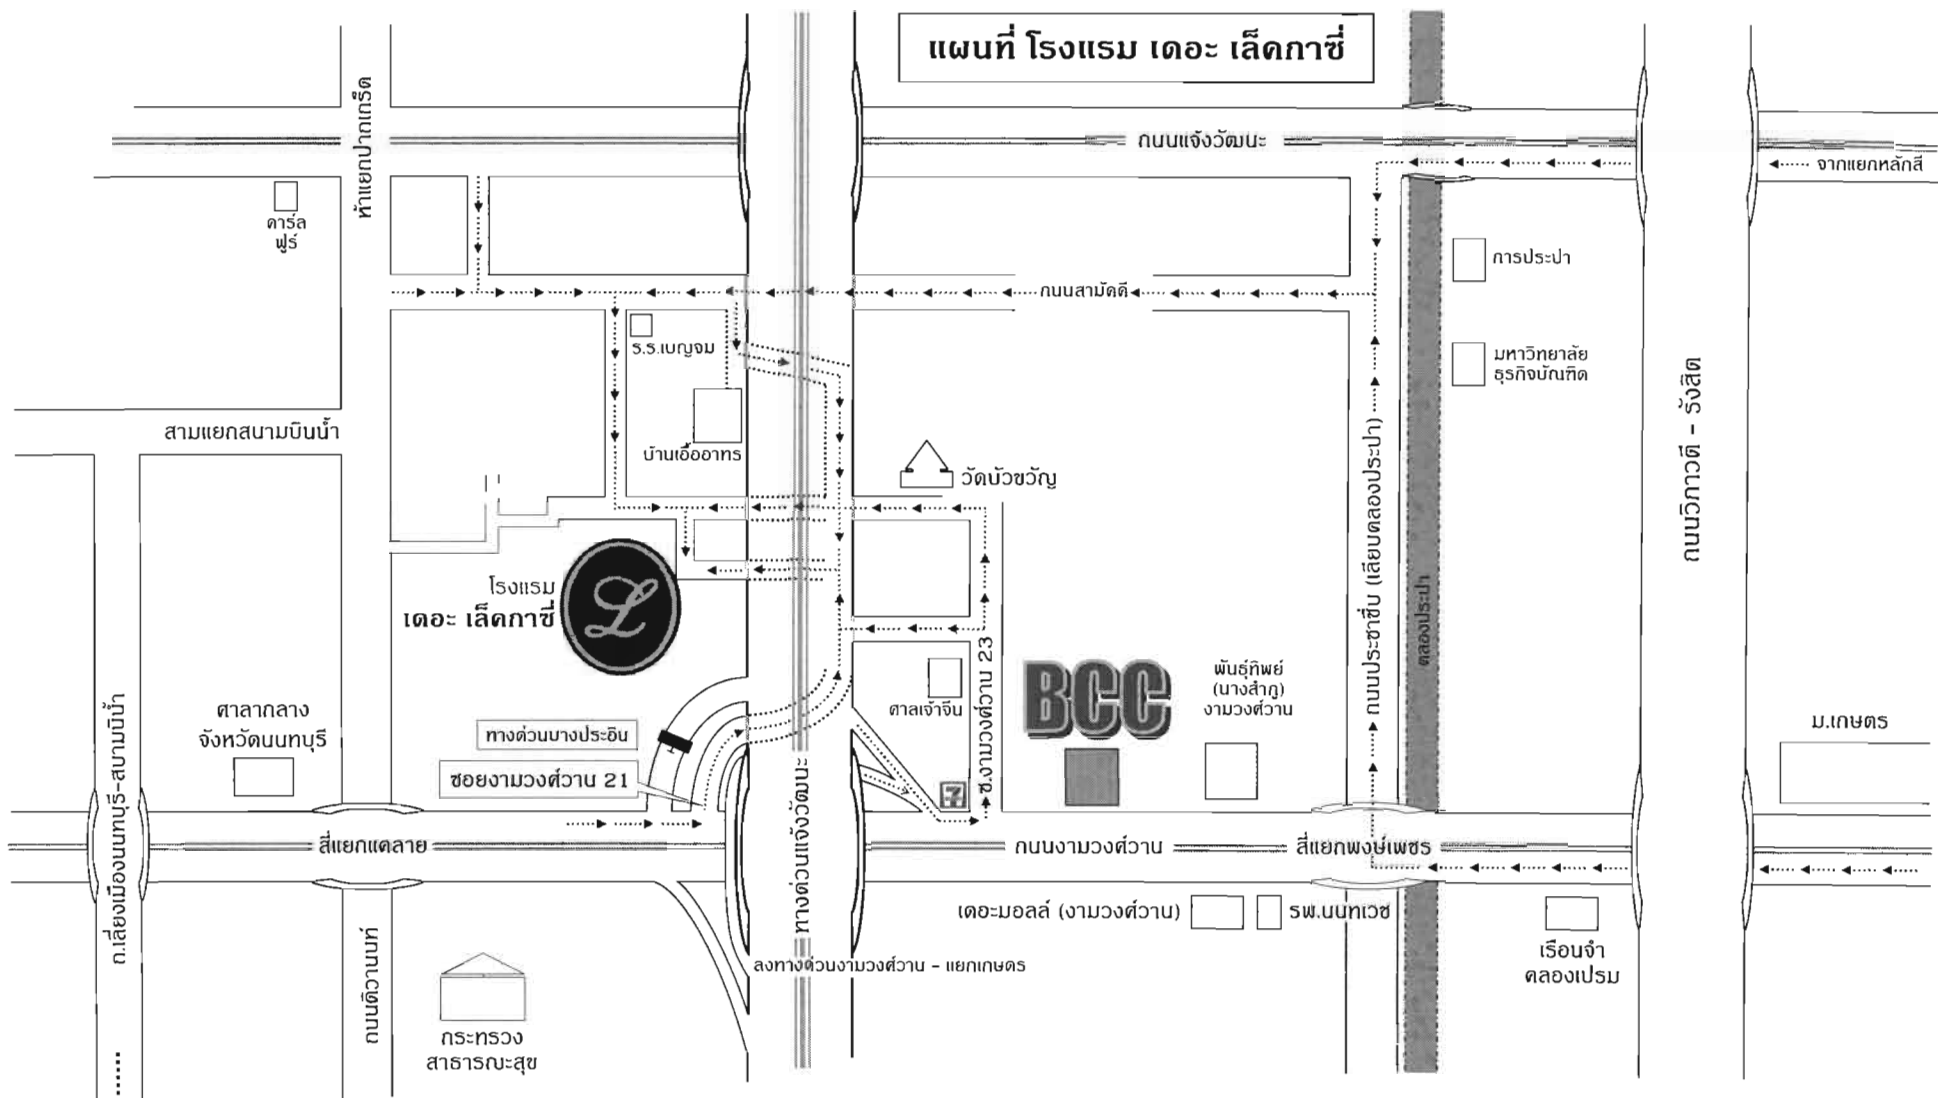 แผนที่ โรงแรม เดอะ เล็คกาซี่
ห้าแยกปากเกร็ด
ถนนแจ้งวัฒนะ
จากแยกหลักสี่
คาร์ล
ฟูร์
การประปา
ถนนสามัคคี
ร.ร.เบญจม
มหาวิทยาลัย
ธุรกิจบัณฑิต
ถนนวิภาวดี - รังสิต
สามแยกสนามบินน้ำ
บ้านเอื้ออาทร
วัดบัวขวัญ
ถนนประชาชื่น (เลียบคลองประปา)
คลองประปา
โรงแรม
เดอะ เล็คกาซี่
L
ซ.งามวงศ์วาน 23
BCC
พันธุ์ทิพย์
(บางลำภู)
งามวงศ์วาน
ศาลเจ้าจีน
ศาลากลาง
จังหวัดนนทบุรี
ถ.เลี่ยงเมืองนนทบุรี-สนามบินน้ำ
ทางด่วนบางประอิน
ซอยงามวงศ์วาน 21
ม.เกษตร
7
ทางด่วนแจ้งวัฒนะ
สี่แยกแคลาย
ถนนงามวงศ์วาน
สี่แยกพงษ์เพชร
เดอะมอลล์ (งามวงศ์วาน)
รพ.นนทเวช
เรือนจำ
คลองเปรม
ถนนติวานนท์
ลงทางด่วนงามวงศ์วาน - แยกเกษตร
กระทรวง
สาธารณะสุข